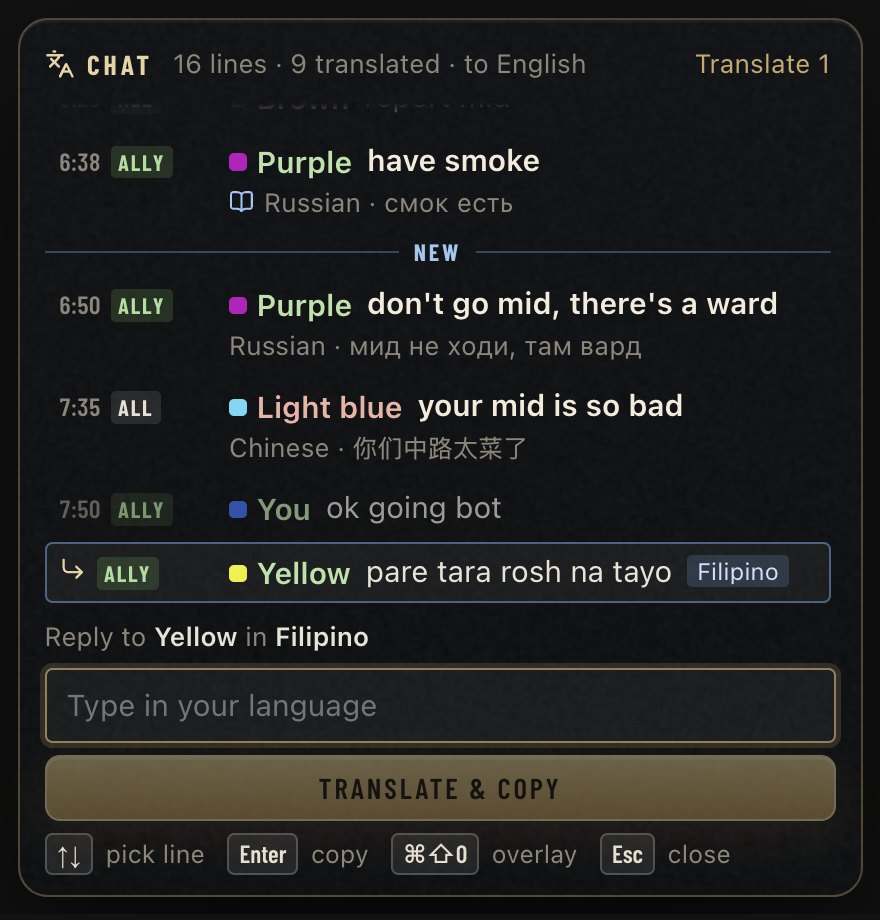 CHAT 16 lines · 9 translated · to English Translate 1
6:38 ALLY Purple have smoke
Russian · смок есть
NEW
6:50 ALLY Purple don't go mid, there's a ward
Russian · мид не ходи, там вард
7:35 ALL Light blue your mid is so bad
Chinese · 你们中路太菜了
7:50 ALLY You ok going bot
ALLY Yellow pare tara rosh na tayo Filipino
Reply to Yellow in Filipino
Type in your language
TRANSLATE & COPY
↑↓ pick line Enter copy ⌘⇧O overlay Esc close